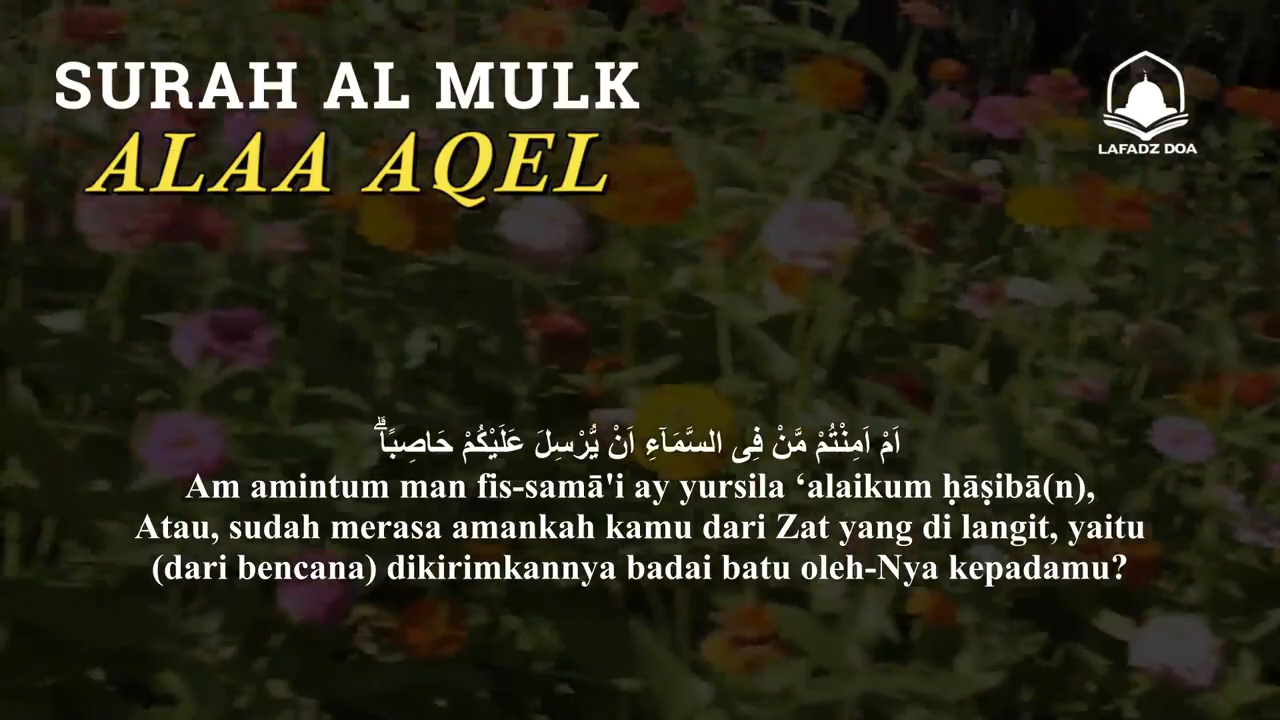 SURAH AL MULK
ALAA AQEL
LAFADZ DOA
اَمْ اَمِنْتُمْ مَّنْ فِى السَّمَاۤءِ اَنْ يُّرْسِلَ عَلَيْكُمْ حَاصِبًاۗ
Am amintum man fis-samā'i ay yursila ‘alaikum ḥāṣibā(n),
Atau, sudah merasa amankah kamu dari Zat yang di langit, yaitu
(dari bencana) dikirimkannya badai batu oleh-Nya kepadamu?